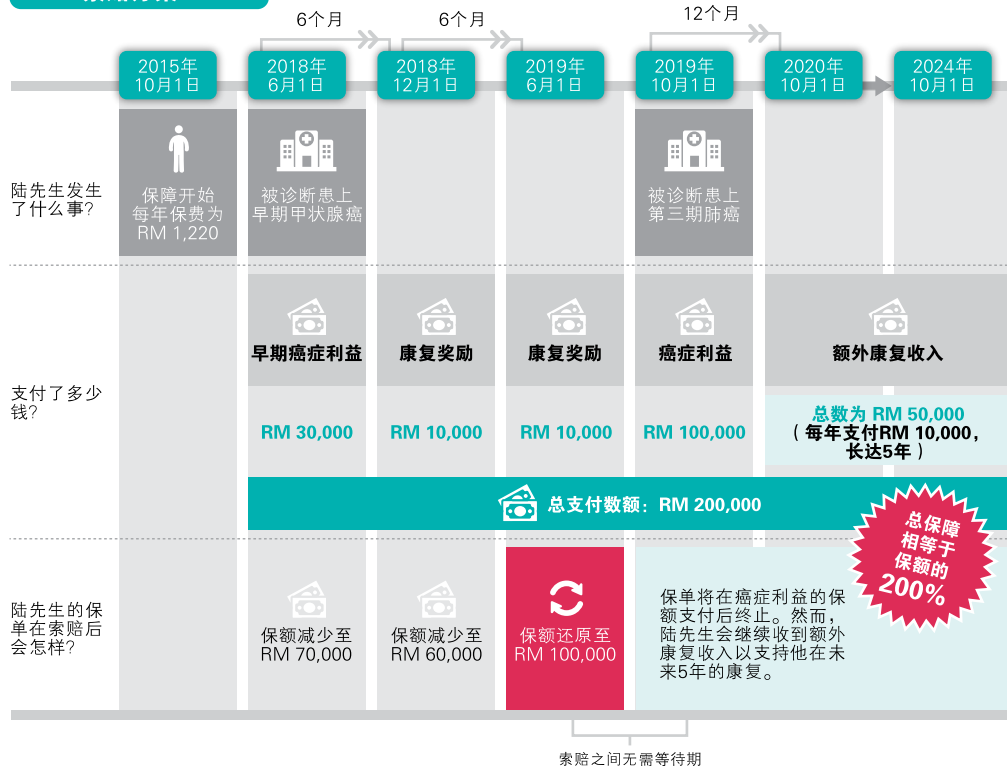 6个月
6个月
12个月
2015年
10月1日
2018年
6月1日
2018年
12月1日
2019年
6月1日
2019年
10月1日
2020年
10月1日
2024年
10月1日
陆先生发生
了什么事?
保障开始
每年保费为
RM 1,220
被诊断患上
早期甲状腺癌
被诊断患上
第三期肺癌
支付了多少
钱?
早期癌症利益
康复奖励
康复奖励
癌症利益
额外康复收入
RM 30,000
RM 10,000
RM 10,000
RM 100,000
总数为 RM 50,000
（每年支付RM 10,000，
长达5年）
总支付数额：RM 200,000
总保障
相等于
保额的
200%
陆先生的保
单在索赔后
会怎样?
保额减少至
RM 70,000
保额减少至
RM 60,000
保额还原至
RM 100,000
保单将在癌症利益的保
额支付后终止。然而，
陆先生会继续收到额外
康复收入以支持他在未
来5年的康复。
索赔之间无需等待期